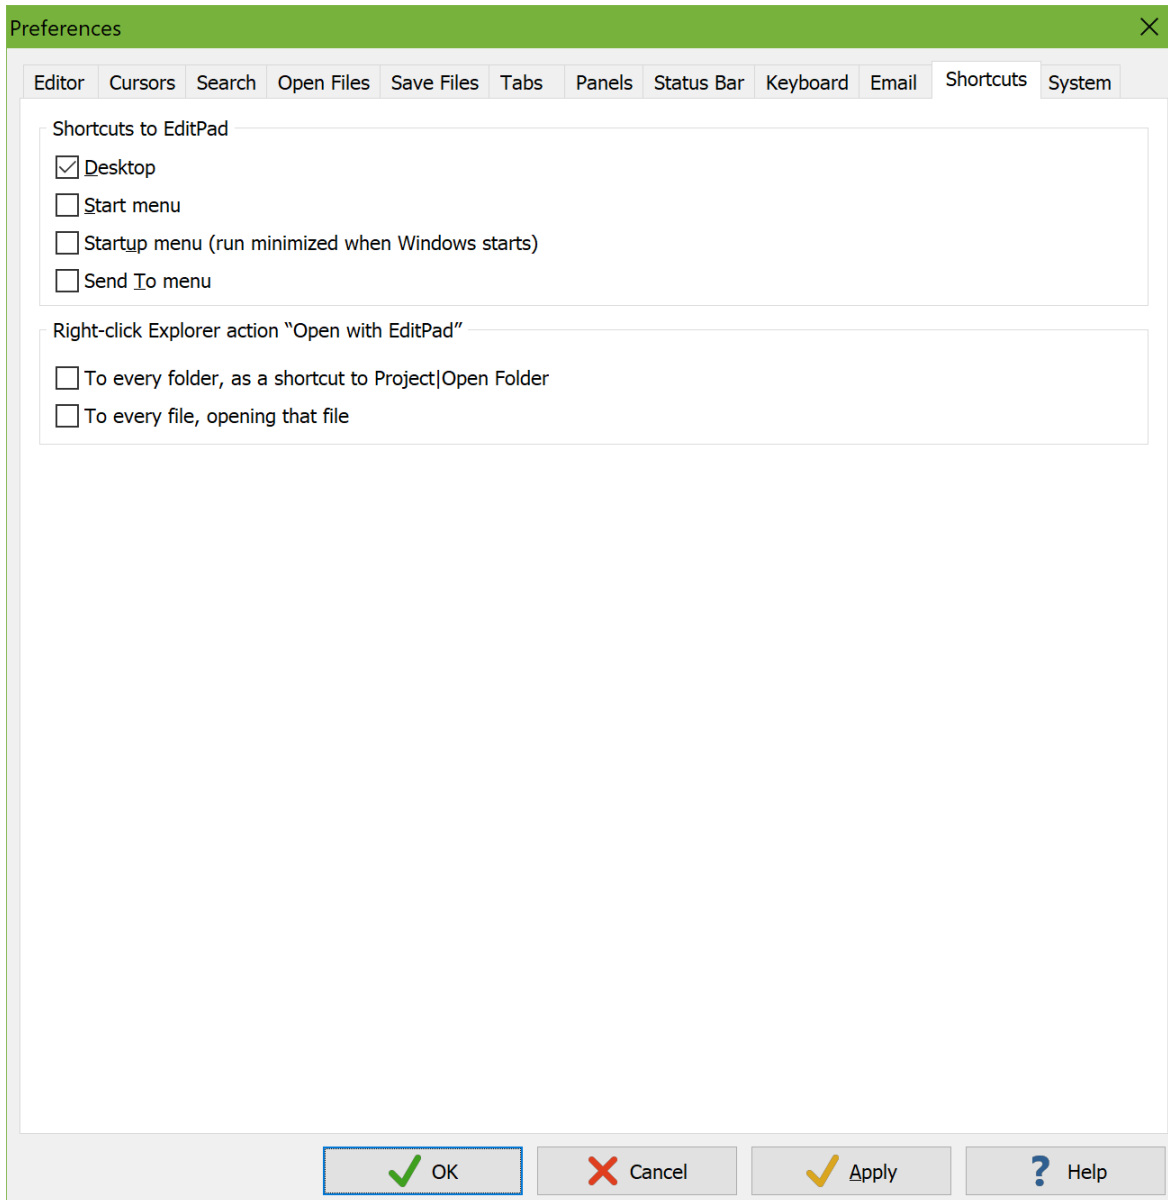 Preferences
Editor Cursors Search Open Files Save Files Tabs Panels Status Bar Keyboard Email Shortcuts System
Shortcuts to EditPad
Desktop
Start menu
Startup menu (run minimized when Windows starts)
Send To menu
Right-click Explorer action “Open with EditPad”
To every folder, as a shortcut to Project|Open Folder
To every file, opening that file
OK Cancel Apply ? Help